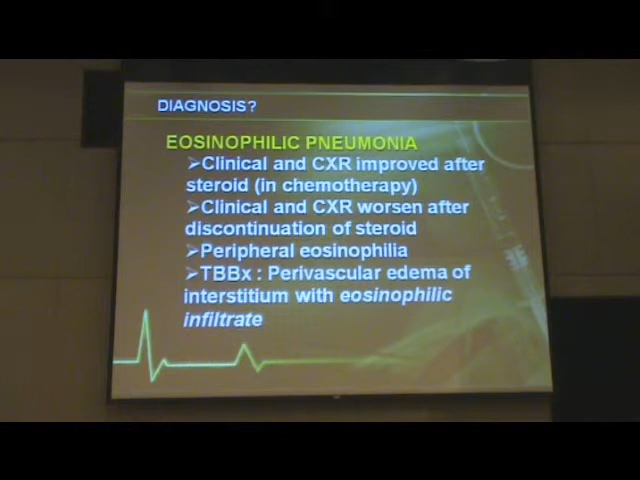 DIAGNOSIS?
EOSINOPHILIC PNEUMONIA
➢Clinical and CXR improved after
steroid (in chemotherapy)
➢Clinical and CXR worsen after
discontinuation of steroid
➢Peripheral eosinophilia
➢TBBx : Perivascular edema of
interstitium with eosinophilic
infiltrate